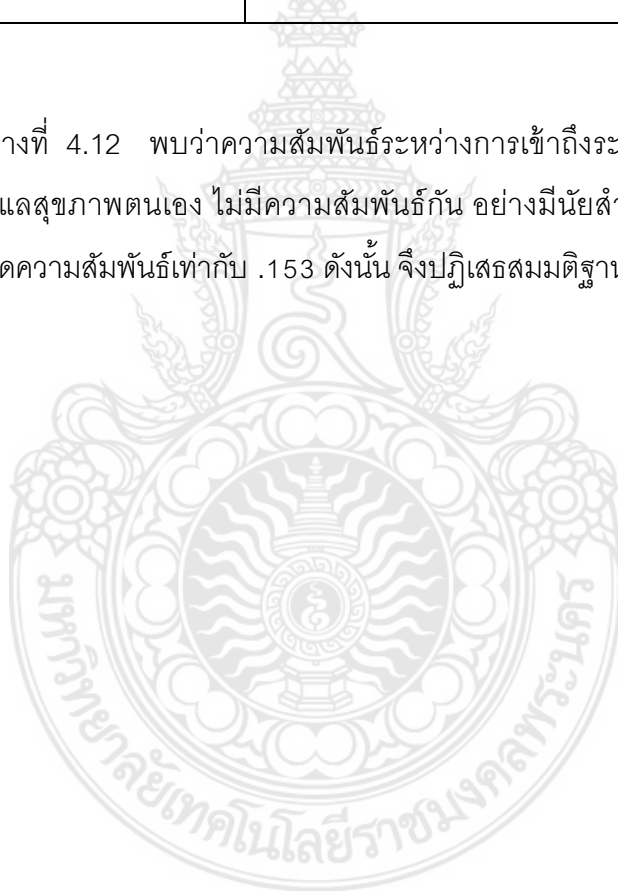 างที่ 4.12 พบว่าความสัมพันธ์ระหว่างการเข้าถึงระ
แลสุขภาพตนเอง ไม่มีความสัมพันธ์กัน อย่างมีนัยสำ
ดความสัมพันธ์เท่ากับ .153 ดังนั้น จึงปฏิเสธสมมติฐาน
มหาวิทยาลัยเทคโนโลยีราชมงคลพระนคร